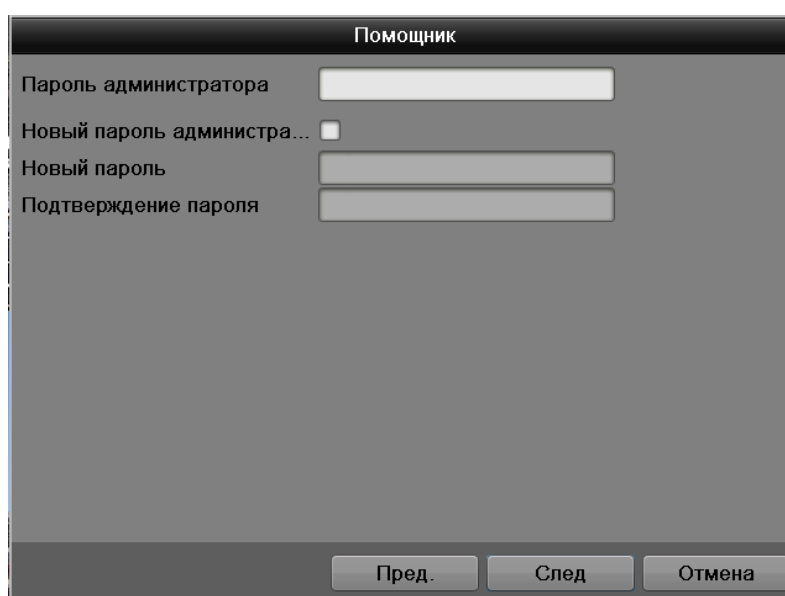 Помощник
Пароль администратора
Новый пароль администра...
Новый пароль
Подтверждение пароля
Пред. След Отмена